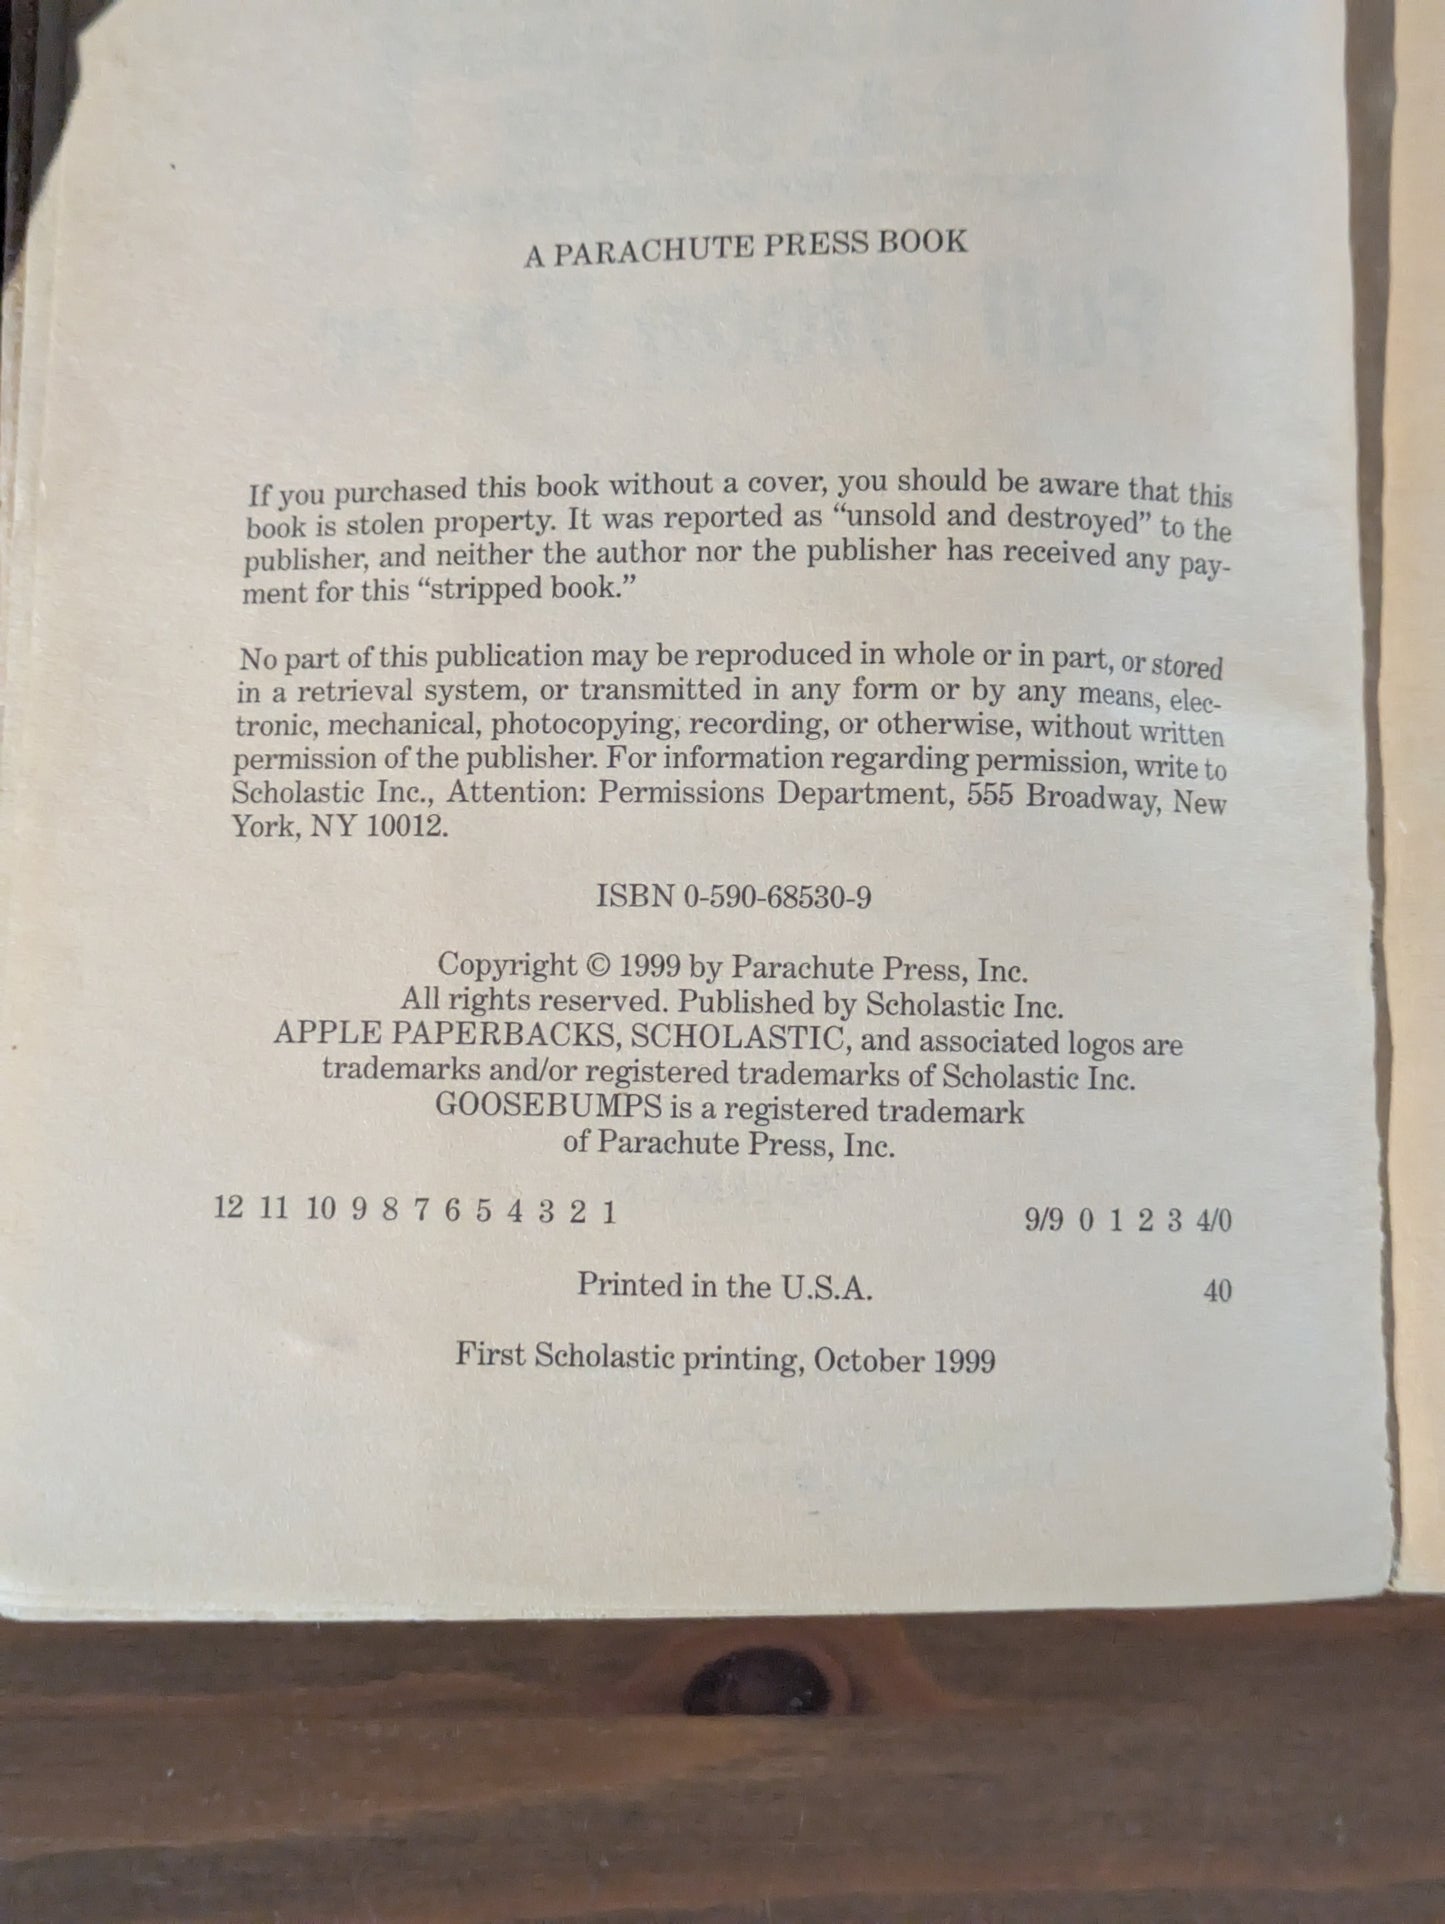 A PARACHUTE PRESS BOOK
If you purchased this book without a cover, you should be aware that this
book is stolen property. It was reported as “unsold and destroyed” to the
publisher, and neither the author nor the publisher has received any pay-
ment for this “stripped book.”
No part of this publication may be reproduced in whole or in part, or stored
in a retrieval system, or transmitted in any form or by any means, elec-
tronic, mechanical, photocopying, recording, or otherwise, without written
permission of the publisher. For information regarding permission, write to
Scholastic Inc., Attention: Permissions Department, 555 Broadway, New
York, NY 10012.
ISBN 0-590-68530-9
Copyright © 1999 by Parachute Press, Inc.
All rights reserved. Published by Scholastic Inc.
APPLE PAPERBACKS, SCHOLASTIC, and associated logos are
trademarks and/or registered trademarks of Scholastic Inc.
GOOSEBUMPS is a registered trademark
of Parachute Press, Inc.
12 11 10 9 8 7 6 5 4 3 2 1 9/9 0 1 2 3 4/0
Printed in the U.S.A. 40
First Scholastic printing, October 1999